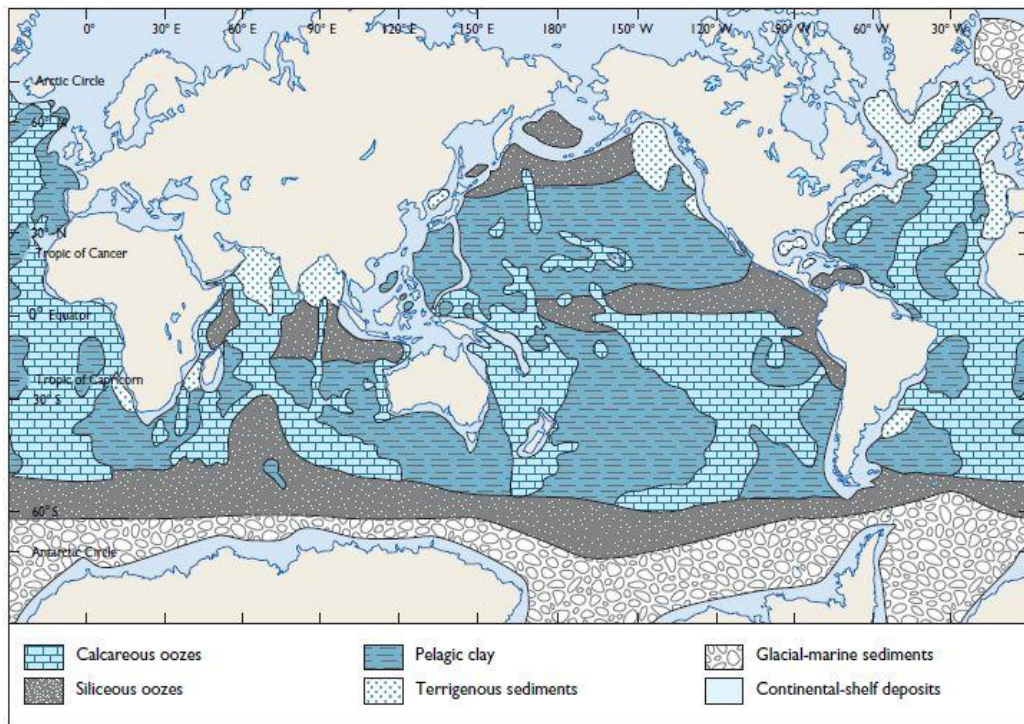 0° 30° E 60° E 90° E 120° E 150° E 180° 150° W 120° W 90° W 60° W 30° W
Arctic Circle
60° N
30° N
Tropic of Cancer
0° Equator
Tropic of Capricorn
30° S
60° S
Antarctic Circle
Calcareous oozes Pelagic clay Glacial-marine sediments
Siliceous oozes Terrigenous sediments Continental-shelf deposits